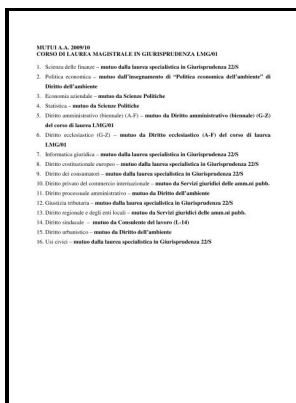 MUTUI A.A. 2009/10
CORSO DI LAUREA MAGISTRALE IN GIURISPRUDENZA LMG/01
1. Scienza delle finanze – mutuo dalla laurea specialistica in Giurisprudenza 22/S
2. Politica economica – mutuo dall'insegnamento di "Politica economica dell'ambiente" di
Diritto dell'ambiente
3. Economia aziendale – mutuo da Scienze Politiche
4. Statistica – mutuo da Scienze Politiche
5. Diritto amministrativo (biennale) (A-F) – mutuo da Diritto amministrativo (biennale) (G-Z)
del corso di laurea LMG/01
6. Diritto ecclesiastico (G-Z) – mutuo da Diritto ecclesiastico (A-F) del corso di laurea
LMG/01
7. Informatica giuridica – mutuo dalla laurea specialistica in Giurisprudenza 22/S
8. Diritto costituzionale europeo – mutuo dalla laurea specialistica in Giurisprudenza 22/S
9. Diritto dei consumatori – mutuo dalla laurea specialistica in Giurisprudenza 22/S
10. Diritto privato del commercio internazionale – mutuo da Servizi giuridici delle amm.ni pubb.
11. Diritto processuale amministrativo – mutuo da Diritto dell'ambiente
12. Giustizia tributaria – mutuo dalla laurea specialistica in Giurisprudenza 22/S
13. Diritto regionale e degli enti locali – mutuo da Servizi giuridici delle amm.ni pubb.
14. Diritto sindacale – mutuo da Consulente del lavoro (L-14)
15. Diritto urbanistico – mutuo da Diritto dell'ambiente
16. Usi civici – mutuo dalla laurea specialistica in Giurisprudenza 22/S